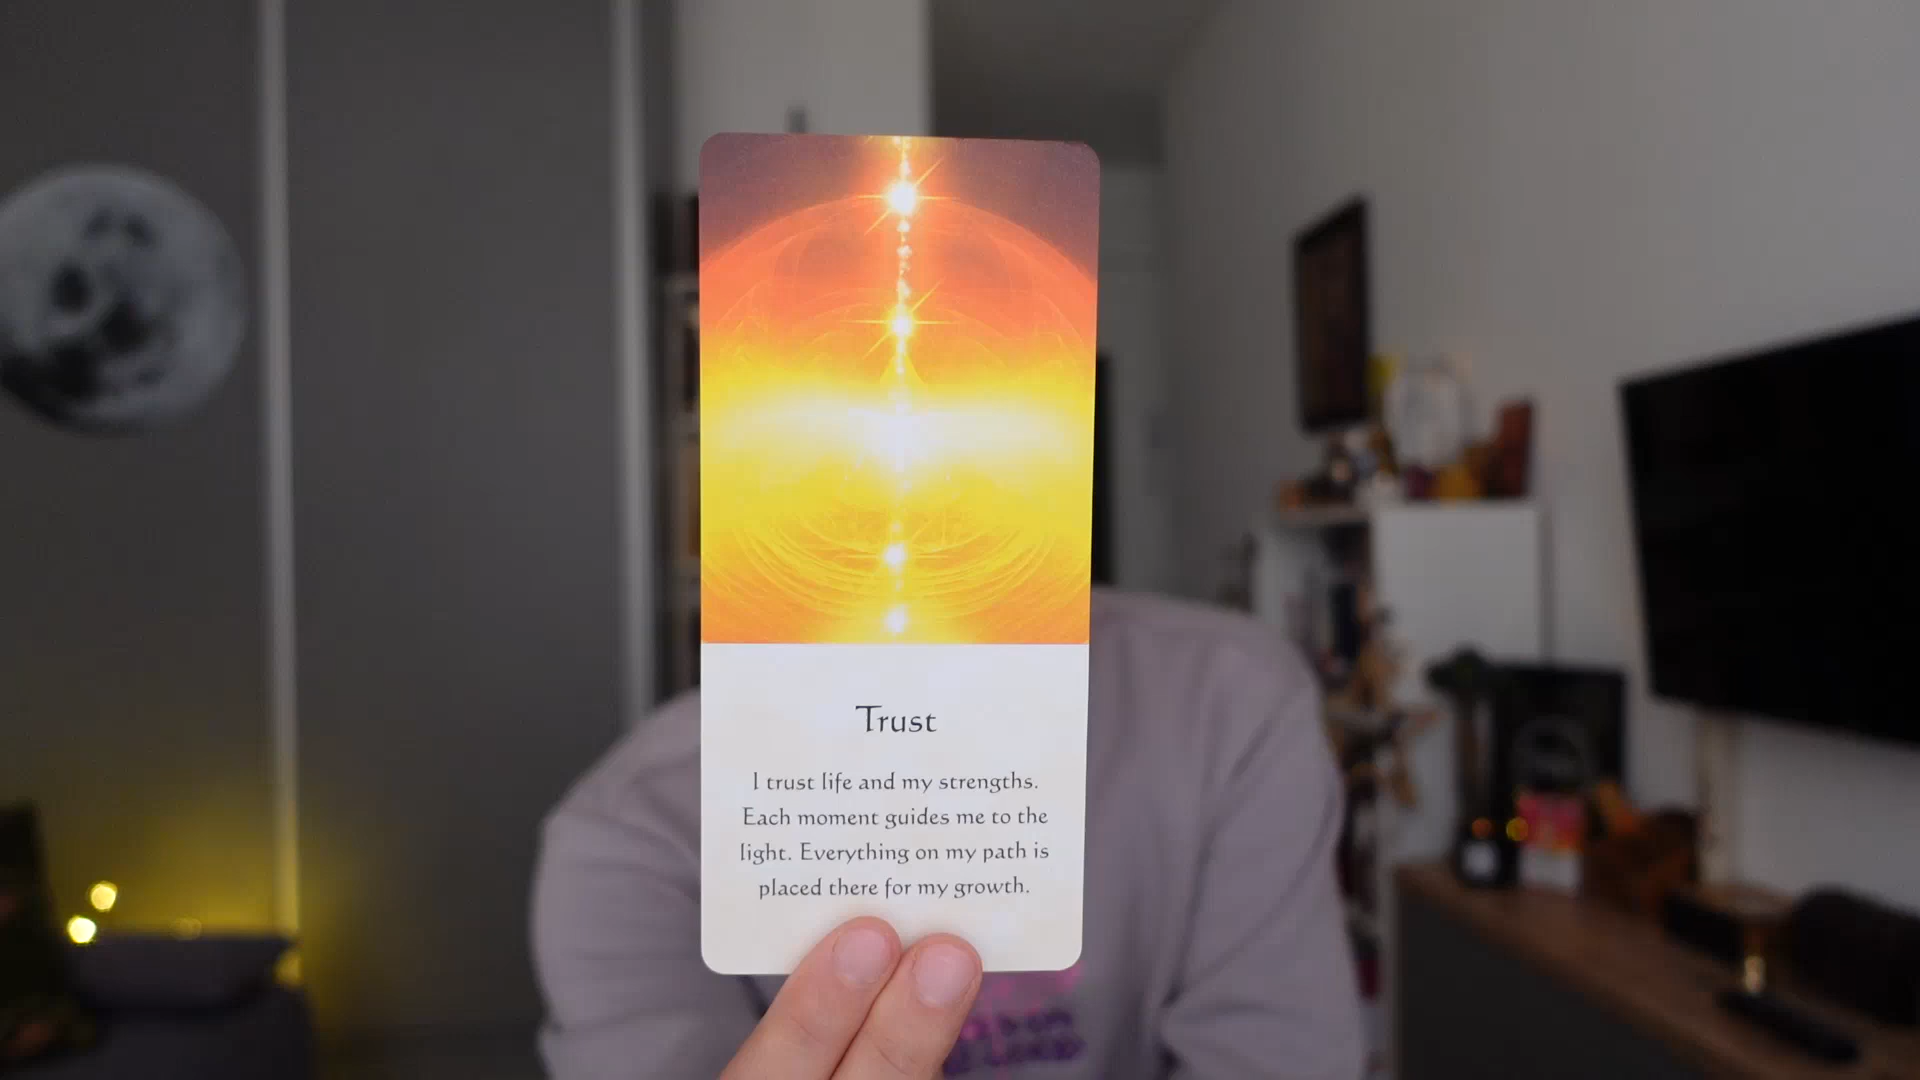 Trust
I trust life and my strengths.
Each moment guides me to the
light. Everything on my path is
placed there for my growth.